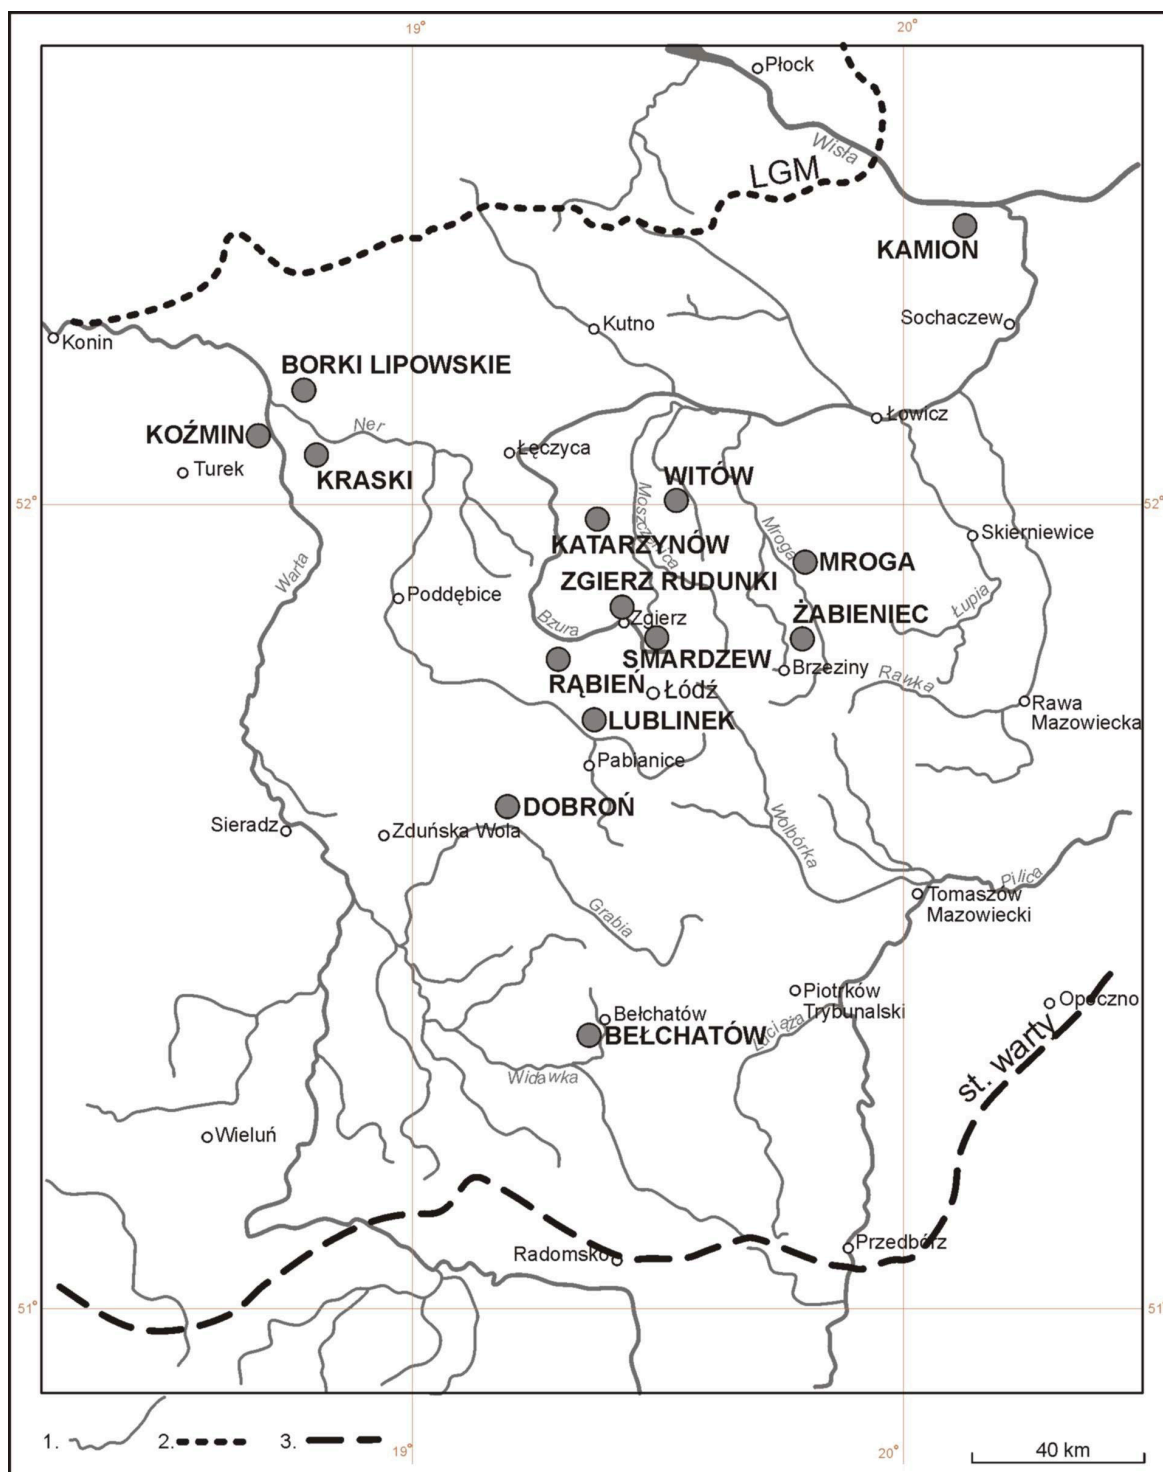 19°
20°
Płock
Wisła
LGM
KAMION
Sochaczew
Kutno
Konin
BORKI LIPOWSKIE
Ner
Łowicz
KOŹMIN
Turek
KRASKI
Łęczyca
WITÓW
52°
52°
Moszczenica
Skierniewice
KATARZYNÓW
Mroga
MROGA
Warta
Poddębice
ZGIERZ RUDUNKI
Łupia
Bzura
Zgierz
ŻABIENIEC
SMARDZEW
Brzeziny
RĄBIEŃ
Łódź
Rawka
Rawa
Mazowiecka
LUBLINEK
Pabianice
DOBROŃ
Sieradz
Zduńska Wola
Wolbórka
Pilica
Tomaszów
Mazowiecki
Grabia
Piotrków
Trybunalski
Opoczno
Bełchatów
BEŁCHATÓW
Luciąża
st. warty
Widawka
Wieluń
Radomsko
Przedbórz
51°
51°
1.
2.
3.
19°
20°
40 km